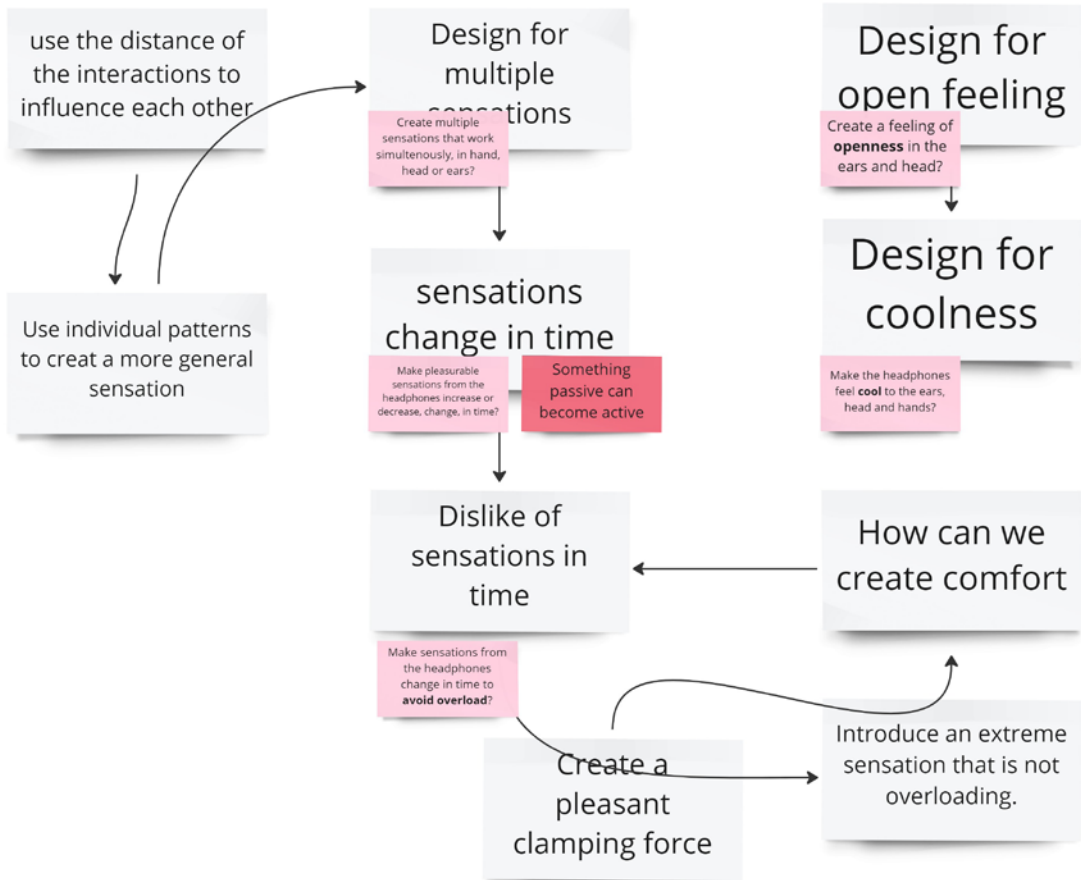 use the distance of
the interactions to
influence each other
Use individual patterns
to creat a more general
sensation
Design for
multiple
sensations
Create multiple
sensations that work
simultenously, in hand,
head or ears?
sensations
change in time
Make pleasurable
sensations from the
headphones increase or
decrease, change, in time?
Something
passive can
become active
Dislike of
sensations in
time
Make sensations from
the headphones
change in time to
avoid overload?
Create a
pleasant
clamping force
Design for
open feeling
Create a feeling of
openness in the
ears and head?
Design for
coolness
Make the headphones
feel cool to the ears,
head and hands?
How can we
create comfort
Introduce an extreme
sensation that is not
overloading.